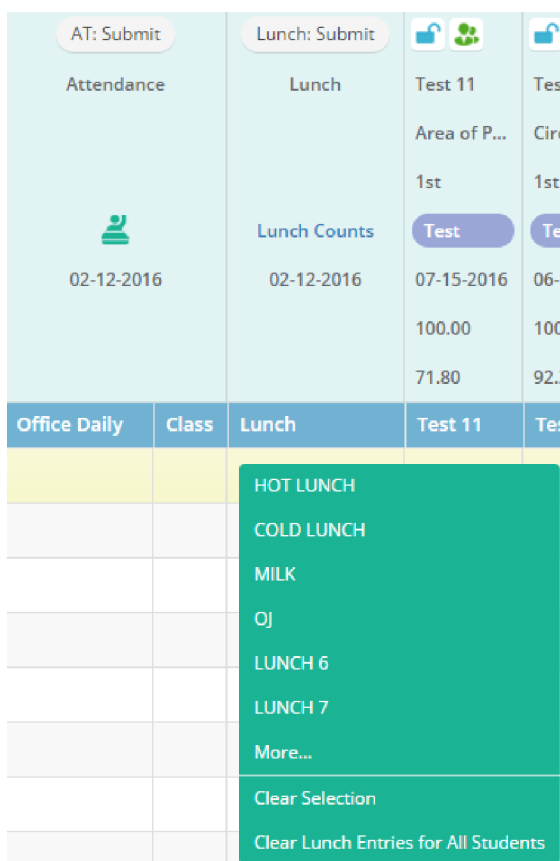 AT: Submit Lunch: Submit
Attendance Lunch Test 11
Area of P...
1st 1st
Lunch Counts Test
02-12-2016 02-12-2016 07-15-2016
100.00
71.80
Office Daily Class Lunch Test 11
HOT LUNCH
COLD LUNCH
MILK
OJ
LUNCH 6
LUNCH 7
More...
Clear Selection
Clear Lunch Entries for All Students